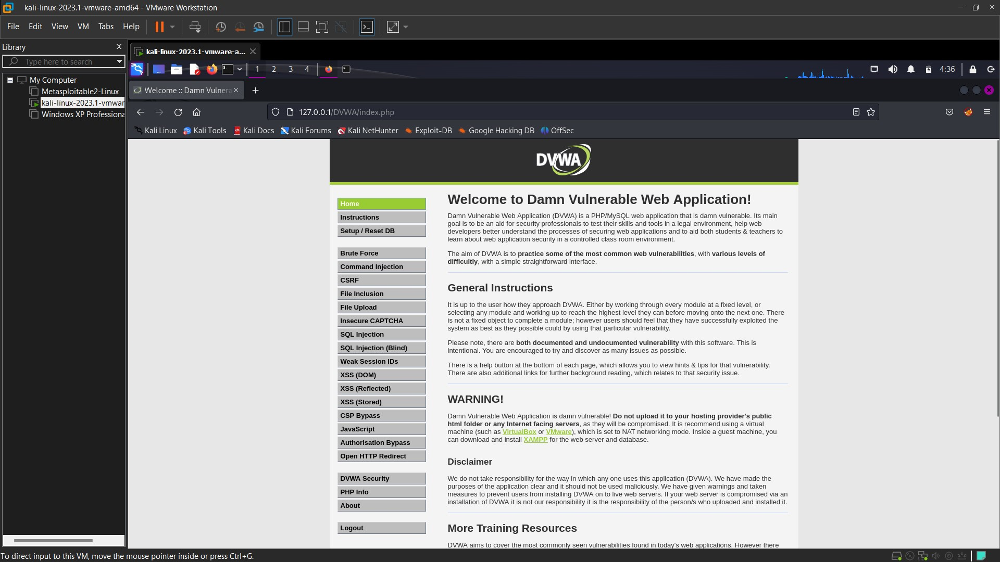 kali-linux-2023.1-vmware-amd64 - VMware Workstation
File Edit View VM Tabs Help
Library
Type here to search
My Computer
Metasploitable2-Linux
kali-linux-2023.1-vmwar
Windows XP Professiona
kali-linux-2023.1-vmware-a...
1 2 3 4
4:36
Welcome :: Damn Vulnera
127.0.0.1/DVWA/index.php
Kali Linux Kali Tools Kali Docs Kali Forums Kali NetHunter Exploit-DB Google Hacking DB OffSec
DVWA
Home
Instructions
Setup / Reset DB
Brute Force
Command Injection
CSRF
File Inclusion
File Upload
Insecure CAPTCHA
SQL Injection
SQL Injection (Blind)
Weak Session IDs
XSS (DOM)
XSS (Reflected)
XSS (Stored)
CSP Bypass
JavaScript
Authorisation Bypass
Open HTTP Redirect
DVWA Security
PHP Info
About
Logout
Welcome to Damn Vulnerable Web Application!
Damn Vulnerable Web Application (DVWA) is a PHP/MySQL web application that is damn vulnerable. Its main
goal is to be an aid for security professionals to test their skills and tools in a legal environment, help web
developers better understand the processes of securing web applications and to aid both students & teachers to
learn about web application security in a controlled class room environment.
The aim of DVWA is to practice some of the most common web vulnerabilities, with various levels of
difficultly, with a simple straightforward interface.
General Instructions
It is up to the user how they approach DVWA. Either by working through every module at a fixed level, or
selecting any module and working up to reach the highest level they can before moving onto the next one. There
is not a fixed object to complete a module; however users should feel that they have successfully exploited the
system as best as they possible could by using that particular vulnerability.
Please note, there are both documented and undocumented vulnerability with this software. This is
intentional. You are encouraged to try and discover as many issues as possible.
There is a help button at the bottom of each page, which allows you to view hints & tips for that vulnerability.
There are also additional links for further background reading, which relates to that security issue.
WARNING!
Damn Vulnerable Web Application is damn vulnerable! Do not upload it to your hosting provider's public
html folder or any Internet facing servers, as they will be compromised. It is recommend using a virtual
machine (such as VirtualBox or VMware), which is set to NAT networking mode. Inside a guest machine, you
can download and install XAMPP for the web server and database.
Disclaimer
We do not take responsibility for the way in which any one uses this application (DVWA). We have made the
purposes of the application clear and it should not be used maliciously. We have given warnings and taken
measures to prevent users from installing DVWA on to live web servers. If your web server is compromised via an
installation of DVWA it is not our responsibility it is the responsibility of the person/s who uploaded and installed it.
More Training Resources
DVWA aims to cover the most commonly seen vulnerabilities found in today's web applications. However there
To direct input to this VM, move the mouse pointer inside or press Ctrl+G.